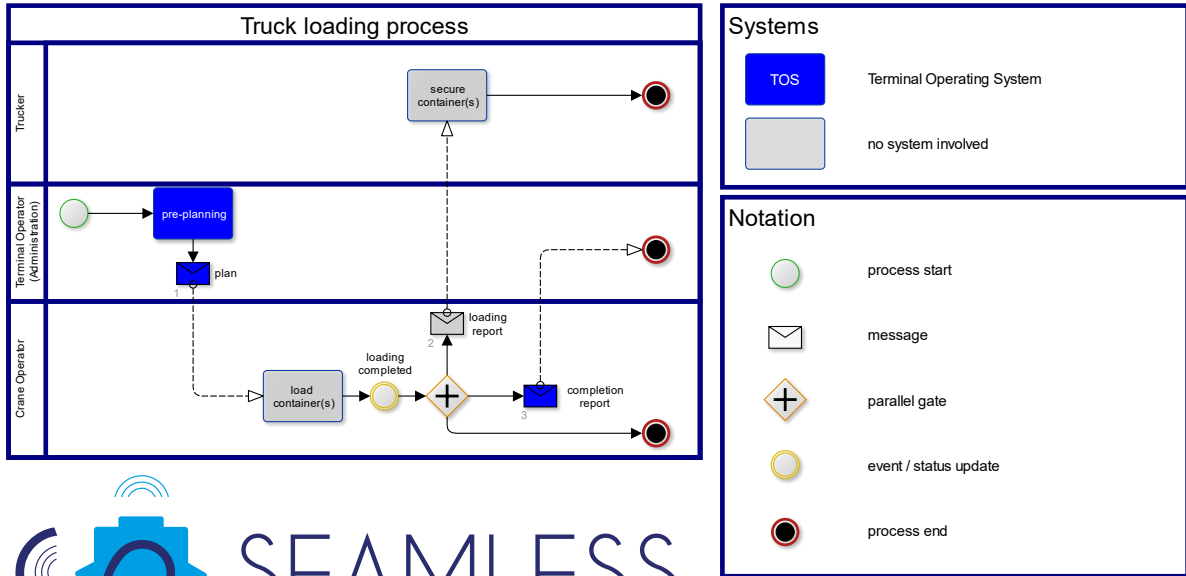 Truck loading process
Trucker
secure
container(s)
Terminal Operator
(Administration)
pre-planning
plan
1
Crane Operator
load
container(s)
loading
completed
loading
report
2
completion
report
3
Systems
TOS
Terminal Operating System
no system involved
Notation
process start
message
parallel gate
event / status update
process end
SEAMLESS